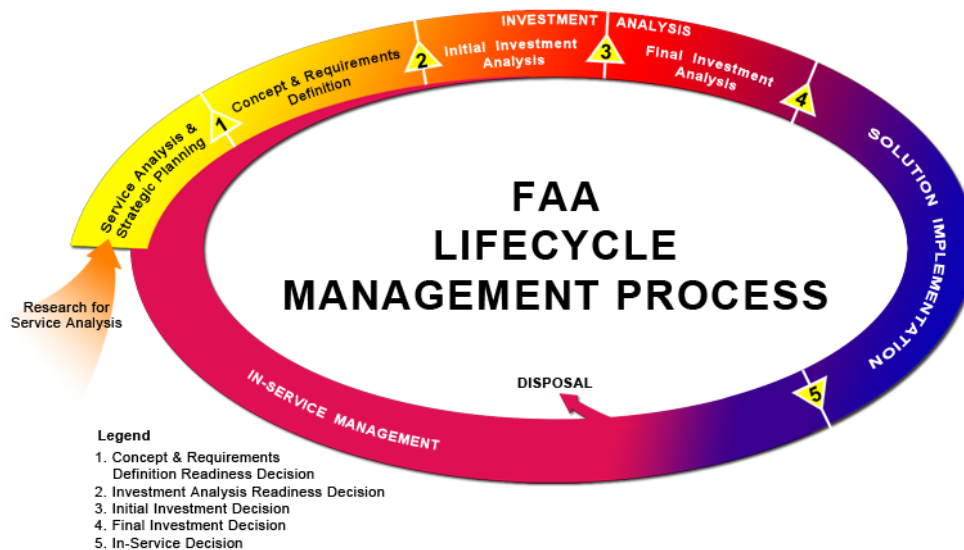 INVESTMENT ANALYSIS
Service Analysis &
Strategic Planning
1
Concept & Requirements
Definition
2
Initial Investment
Analysis
3
Final Investment
Analysis
4
SOLUTION IMPLEMENTATION
5
IN-SERVICE MANAGEMENT
DISPOSAL
Research for
Service Analysis
FAA
LIFECYCLE
MANAGEMENT PROCESS
Legend
1. Concept & Requirements
Definition Readiness Decision
2. Investment Analysis Readiness Decision
3. Initial Investment Decision
4. Final Investment Decision
5. In-Service Decision